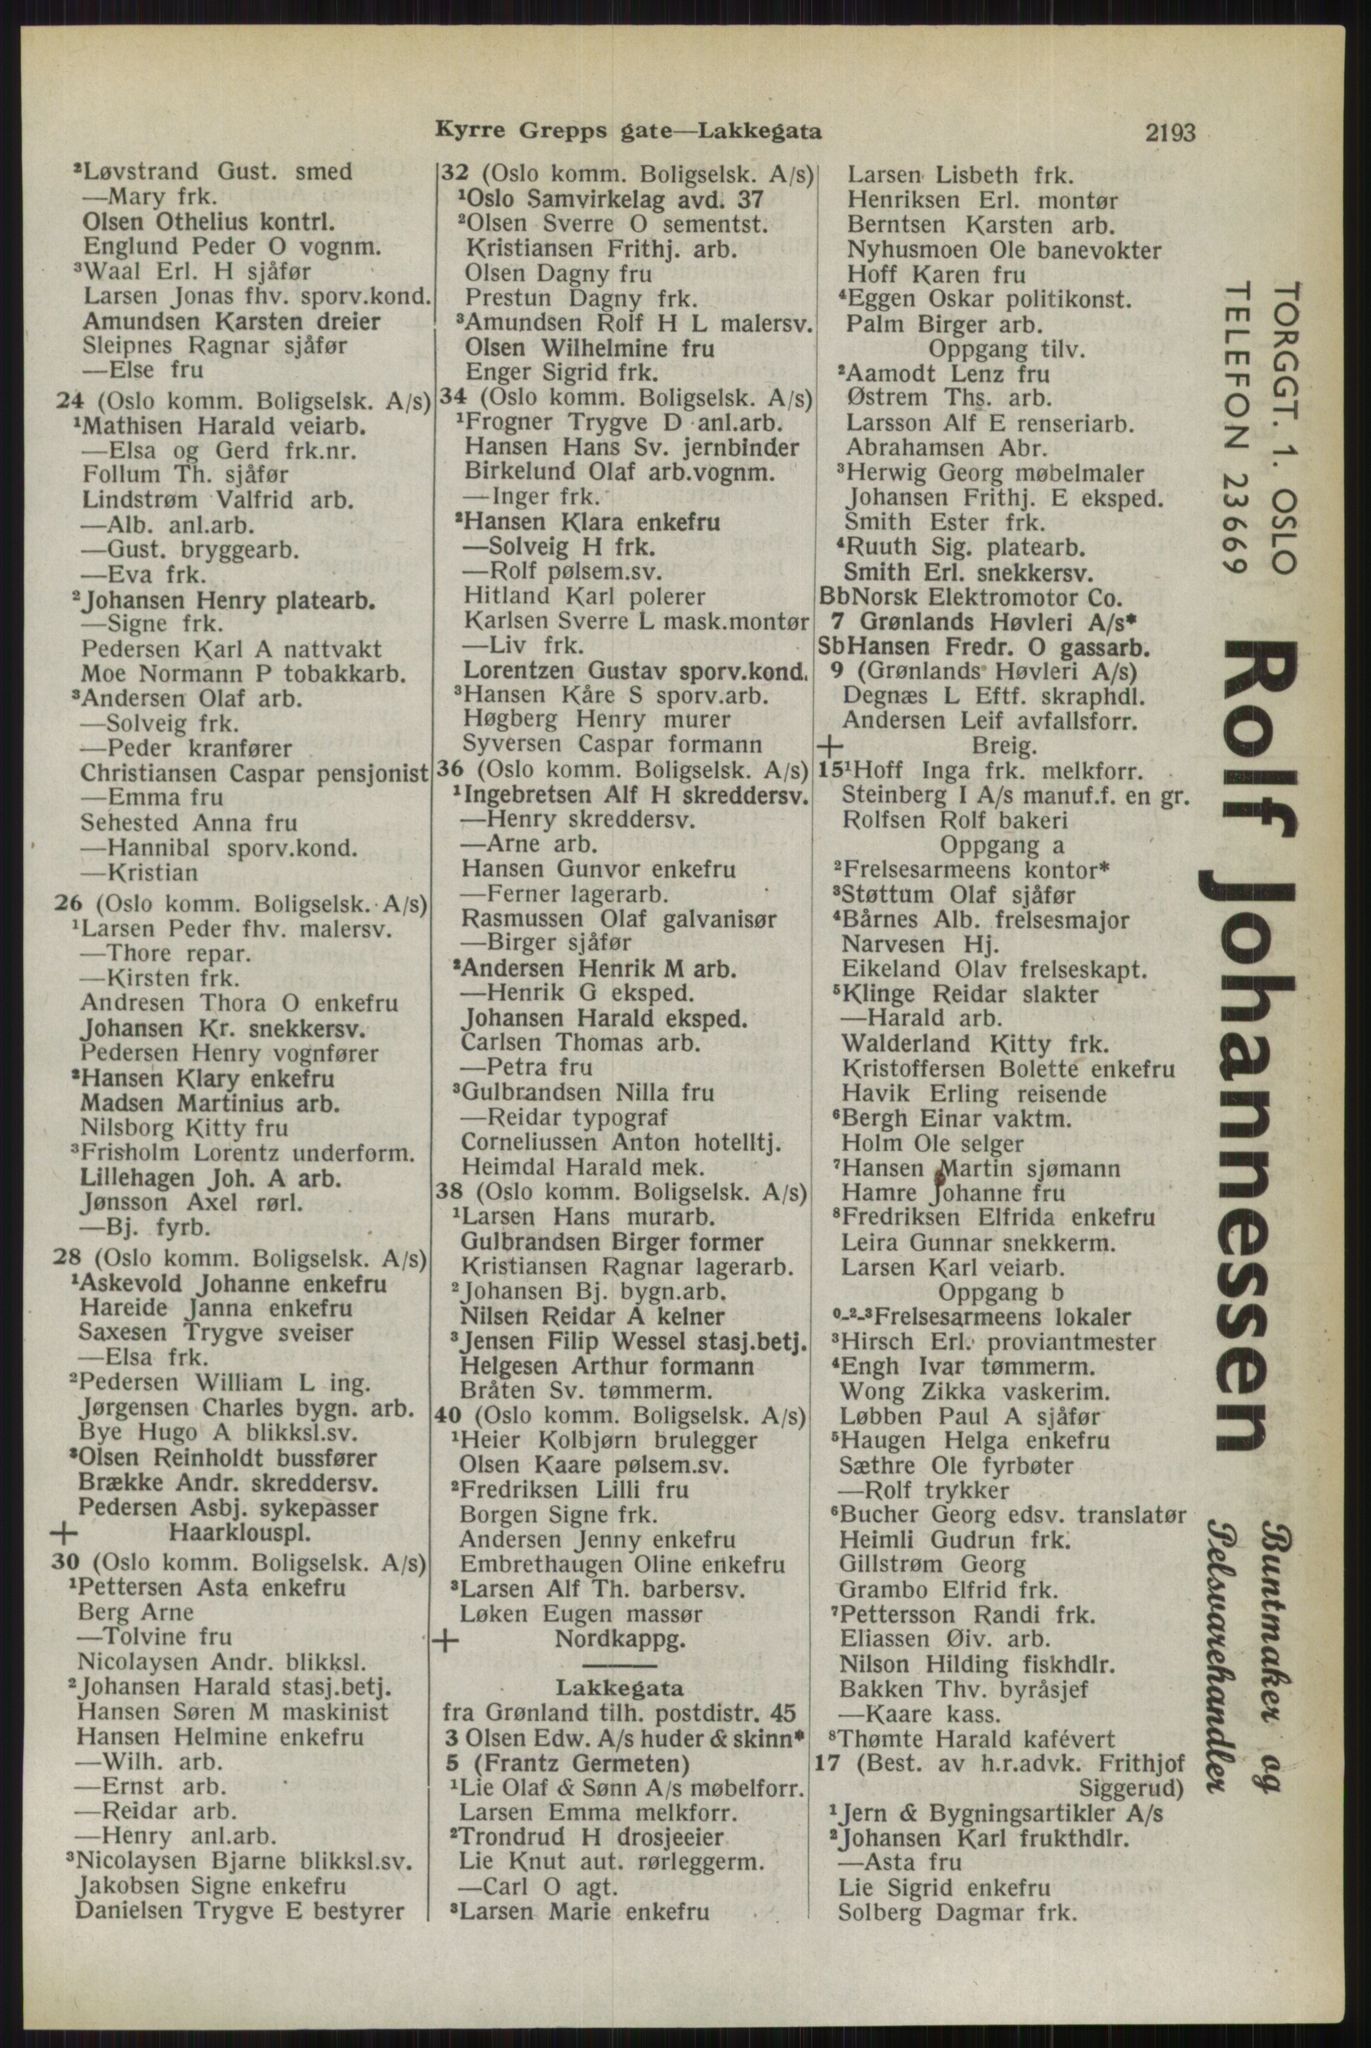 Kyrre Grepps gate—Lakkegata
2193
²Løvstrand Gust. smed
—Mary frk.
Olsen Othelius kontrl.
Englund Peder O vognm.
³Waal Erl. H sjåfør
Larsen Jonas fhv. sporv.kond.
Amundsen Karsten dreier
Sleipnes Ragnar sjåfør
—Else fru
24 (Oslo komm. Boligselsk. A/s)
¹Mathisen Harald veiarb.
—Elsa og Gerd frk.nr.
Follum Th. sjåfør
Lindstrøm Valfrid arb.
—Alb. anl.arb.
—Gust. bryggearb.
—Eva frk.
²Johansen Henry platearb.
—Signe frk.
Pedersen Karl A nattvakt
Moe Normann P tobakkarb.
³Andersen Olaf arb.
—Solveig frk.
—Peder kranfører
Christiansen Caspar pensjonist
—Emma fru
Sehested Anna fru
—Hannibal sporv.kond.
—Kristian
26 (Oslo komm. Boligselsk. A/s)
¹Larsen Peder fhv. malersv.
—Thore repar.
—Kirsten frk.
Andresen Thora O enkefru
Johansen Kr. snekkersv.
Pedersen Henry vognfører
²Hansen Klary enkefru
Madsen Martinius arb.
Nilsborg Kitty fru
³Frisholm Lorentz underform.
Lillehagen Joh. A arb.
Jønsson Axel rørl.
—Bj. fyrb.
28 (Oslo komm. Boligselsk. A/s)
¹Askevold Johanne enkefru
Hareide Janna enkefru
Saxesen Trygve sveiser
—Elsa frk.
²Pedersen William L ing.
Jørgensen Charles bygn. arb.
Bye Hugo A blikksl.sv.
³Olsen Reinholdt bussfører
Brække Andr. skreddersv.
Pedersen Asbj. sykepasser
+ Haarklouspl.
30 (Oslo komm. Boligselsk. A/s)
¹Pettersen Asta enkefru
Berg Arne
—Tolvine fru
Nicolaysen Andr. blikksl.
²Johansen Harald stasj.betj.
Hansen Søren M maskinist
Hansen Helmine enkefru
—Wilh. arb.
—Ernst arb.
—Reidar arb.
—Henry anl.arb.
³Nicolaysen Bjarne blikksl.sv.
Jakobsen Signe enkefru
Danielsen Trygve E bestyrer
32 (Oslo komm. Boligselsk. A/s)
¹Oslo Samvirkelag avd. 37
²Olsen Sverre O sementst.
Kristiansen Frithj. arb.
Olsen Dagny fru
Prestun Dagny frk.
³Amundsen Rolf H L malersv.
Olsen Wilhelmine fru
Enger Sigrid frk.
34 (Oslo komm. Boligselsk. A/s)
¹Frogner Trygve D anl.arb.
Hansen Hans Sv. jernbinder
Birkelund Olaf arb.vognm.
—Inger frk.
²Hansen Klara enkefru
—Solveig H frk.
—Rolf pølsem.sv.
Hitland Karl polerer
Karlsen Sverre L mask.montør
—Liv frk.
Lorentzen Gustav sporv.kond.
³Hansen Kåre S sporv.arb.
Høgberg Henry murer
Syversen Caspar formann
36 (Oslo komm. Boligselsk. A/s)
¹Ingebretsen Alf H skreddersv.
—Henry skreddersv.
—Arne arb.
Hansen Gunvor enkefru
—Ferner lagerarb.
Rasmussen Olaf galvanisør
—Birger sjåfør
²Andersen Henrik M arb.
—Henrik G eksped.
Johansen Harald eksped.
Carlsen Thomas arb.
—Petra fru
³Gulbrandsen Nilla fru
—Reidar typograf
Corneliussen Anton hotelltj.
Heimdal Harald mek.
38 (Oslo komm. Boligselsk. A/s)
¹Larsen Hans murarb.
Gulbrandsen Birger former
Kristiansen Ragnar lagerarb.
²Johansen Bj. bygn.arb.
Nilsen Reidar A kelner
³Jensen Filip Wessel stasj.betj.
Helgesen Arthur formann
Bråten Sv. tømmerm.
40 (Oslo komm. Boligselsk. A/s)
¹Heier Kolbjørn brulegger
Olsen Kaare pølsem.sv.
²Fredriksen Lilli fru
Borgen Signe frk.
Andersen Jenny enkefru
Embrethaugen Oline enkefru
³Larsen Alf Th. barbersv.
Løken Eugen massør
+ Nordkappg.
Lakkegata
fra Grønland tilh. postdistr. 45
3 Olsen Edw. A/s huder & skinn*
5 (Frantz Germeten)
¹Lie Olaf & Sønn A/s møbelforr.
Larsen Emma melkforr.
²Trondrud H drosjeeier
Lie Knut aut. rørleggerm.
—Carl O agt.
³Larsen Marie enkefru
Larsen Lisbeth frk.
Henriksen Erl. montør
Berntsen Karsten arb.
Nyhusmoen Ole banevokter
Hoff Karen fru
⁴Eggen Oskar politikonst.
Palm Birger arb.
Oppgang tilv.
²Aamodt Lenz fru
Østrem Ths. arb.
Larsson Alf E renseriarb.
Abrahamsen Abr.
³Herwig Georg møbelmaler
Johansen Frithj. E eksped.
Smith Ester frk.
⁴Ruuth Sig. platearb.
Smith Erl. snekkersv.
BbNorsk Elektromotor Co.
7 Grønlands Høvleri A/s*
SbHansen Fredr. O gassarb.
9 (Grønlands Høvleri A/s)
Degnæs L Eftf. skraphdl.
Andersen Leif avfallsforr.
+ Breig.
15¹Hoff Inga frk. melkforr.
Steinberg I A/s manuf.f. en gr.
Rolfsen Rolf bakeri
Oppgang a
²Frelsesarmeens kontor*
³Støttum Olaf sjåfør
⁴Bårnes Alb. frelsesmajor
Narvesen Hj.
Eikeland Olav frelseskapt.
⁵Klinge Reidar slakter
—Harald arb.
Walderland Kitty frk.
Kristoffersen Bolette enkefru
Havik Erling reisende
⁶Bergh Einar vaktm.
Holm Ole selger
⁷Hansen Martin sjømann
Hamre Johanne fru
⁸Fredriksen Elfrida enkefru
Leira Gunnar snekkerm.
Larsen Karl veiarb.
Oppgang b
⁰-²-³Frelsesarmeens lokaler
³Hirsch Erl. proviantmester
⁴Engh Ivar tømmerm.
Wong Zikka vaskerim.
Løbben Paul A sjåfør
⁵Haugen Helga enkefru
Sæthre Ole fyrbøter
—Rolf trykker
⁶Bucher Georg edsv. translatør
Heimli Gudrun frk.
Gillstrøm Georg
Grambo Elfrid frk.
⁷Pettersson Randi frk.
Eliassen Øiv. arb.
Nilson Hilding fiskhdlr.
Bakken Thv. byråsjef
—Kaare kass.
⁸Thømte Harald kafévert
17 (Best. av h.r.advk. Frithjof
Siggerud)
¹Jern & Bygningsartikler A/s
²Johansen Karl frukthdlr.
—Asta fru
Lie Sigrid enkefru
Solberg Dagmar frk.
TORGGT. 1. OSLO
TELEFON 23669
Rolf Johannessen
Buntmaker og
Pelsvarehandler